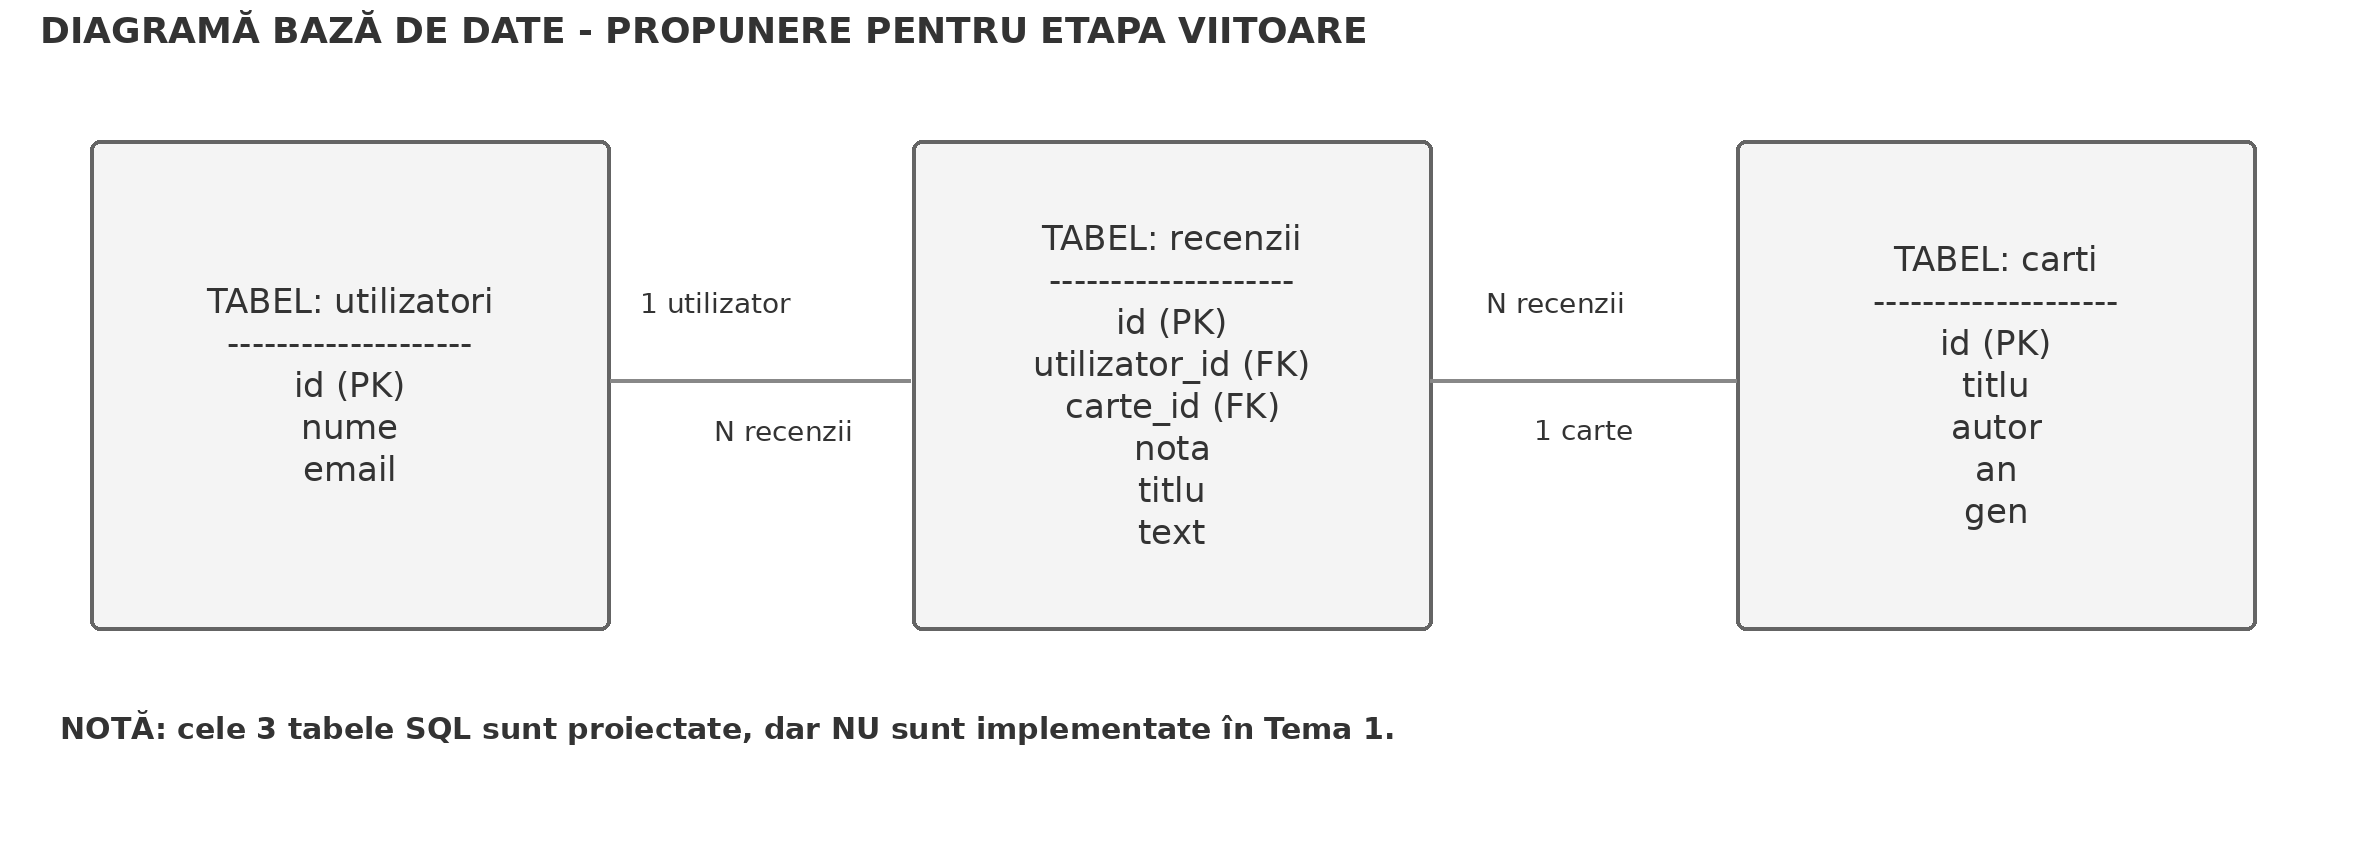 DIAGRAMĂ BAZĂ DE DATE - PROPUNERE PENTRU ETAPA VIITOARE
TABEL: utilizatori
--------------------
id (PK)
nume
email
1 utilizator
N recenzii
TABEL: recenzii
--------------------
id (PK)
utilizator_id (FK)
carte_id (FK)
nota
titlu
text
N recenzii
1 carte
TABEL: carti
--------------------
id (PK)
titlu
autor
an
gen
NOTĂ: cele 3 tabele SQL sunt proiectate, dar NU sunt implementate în Tema 1.